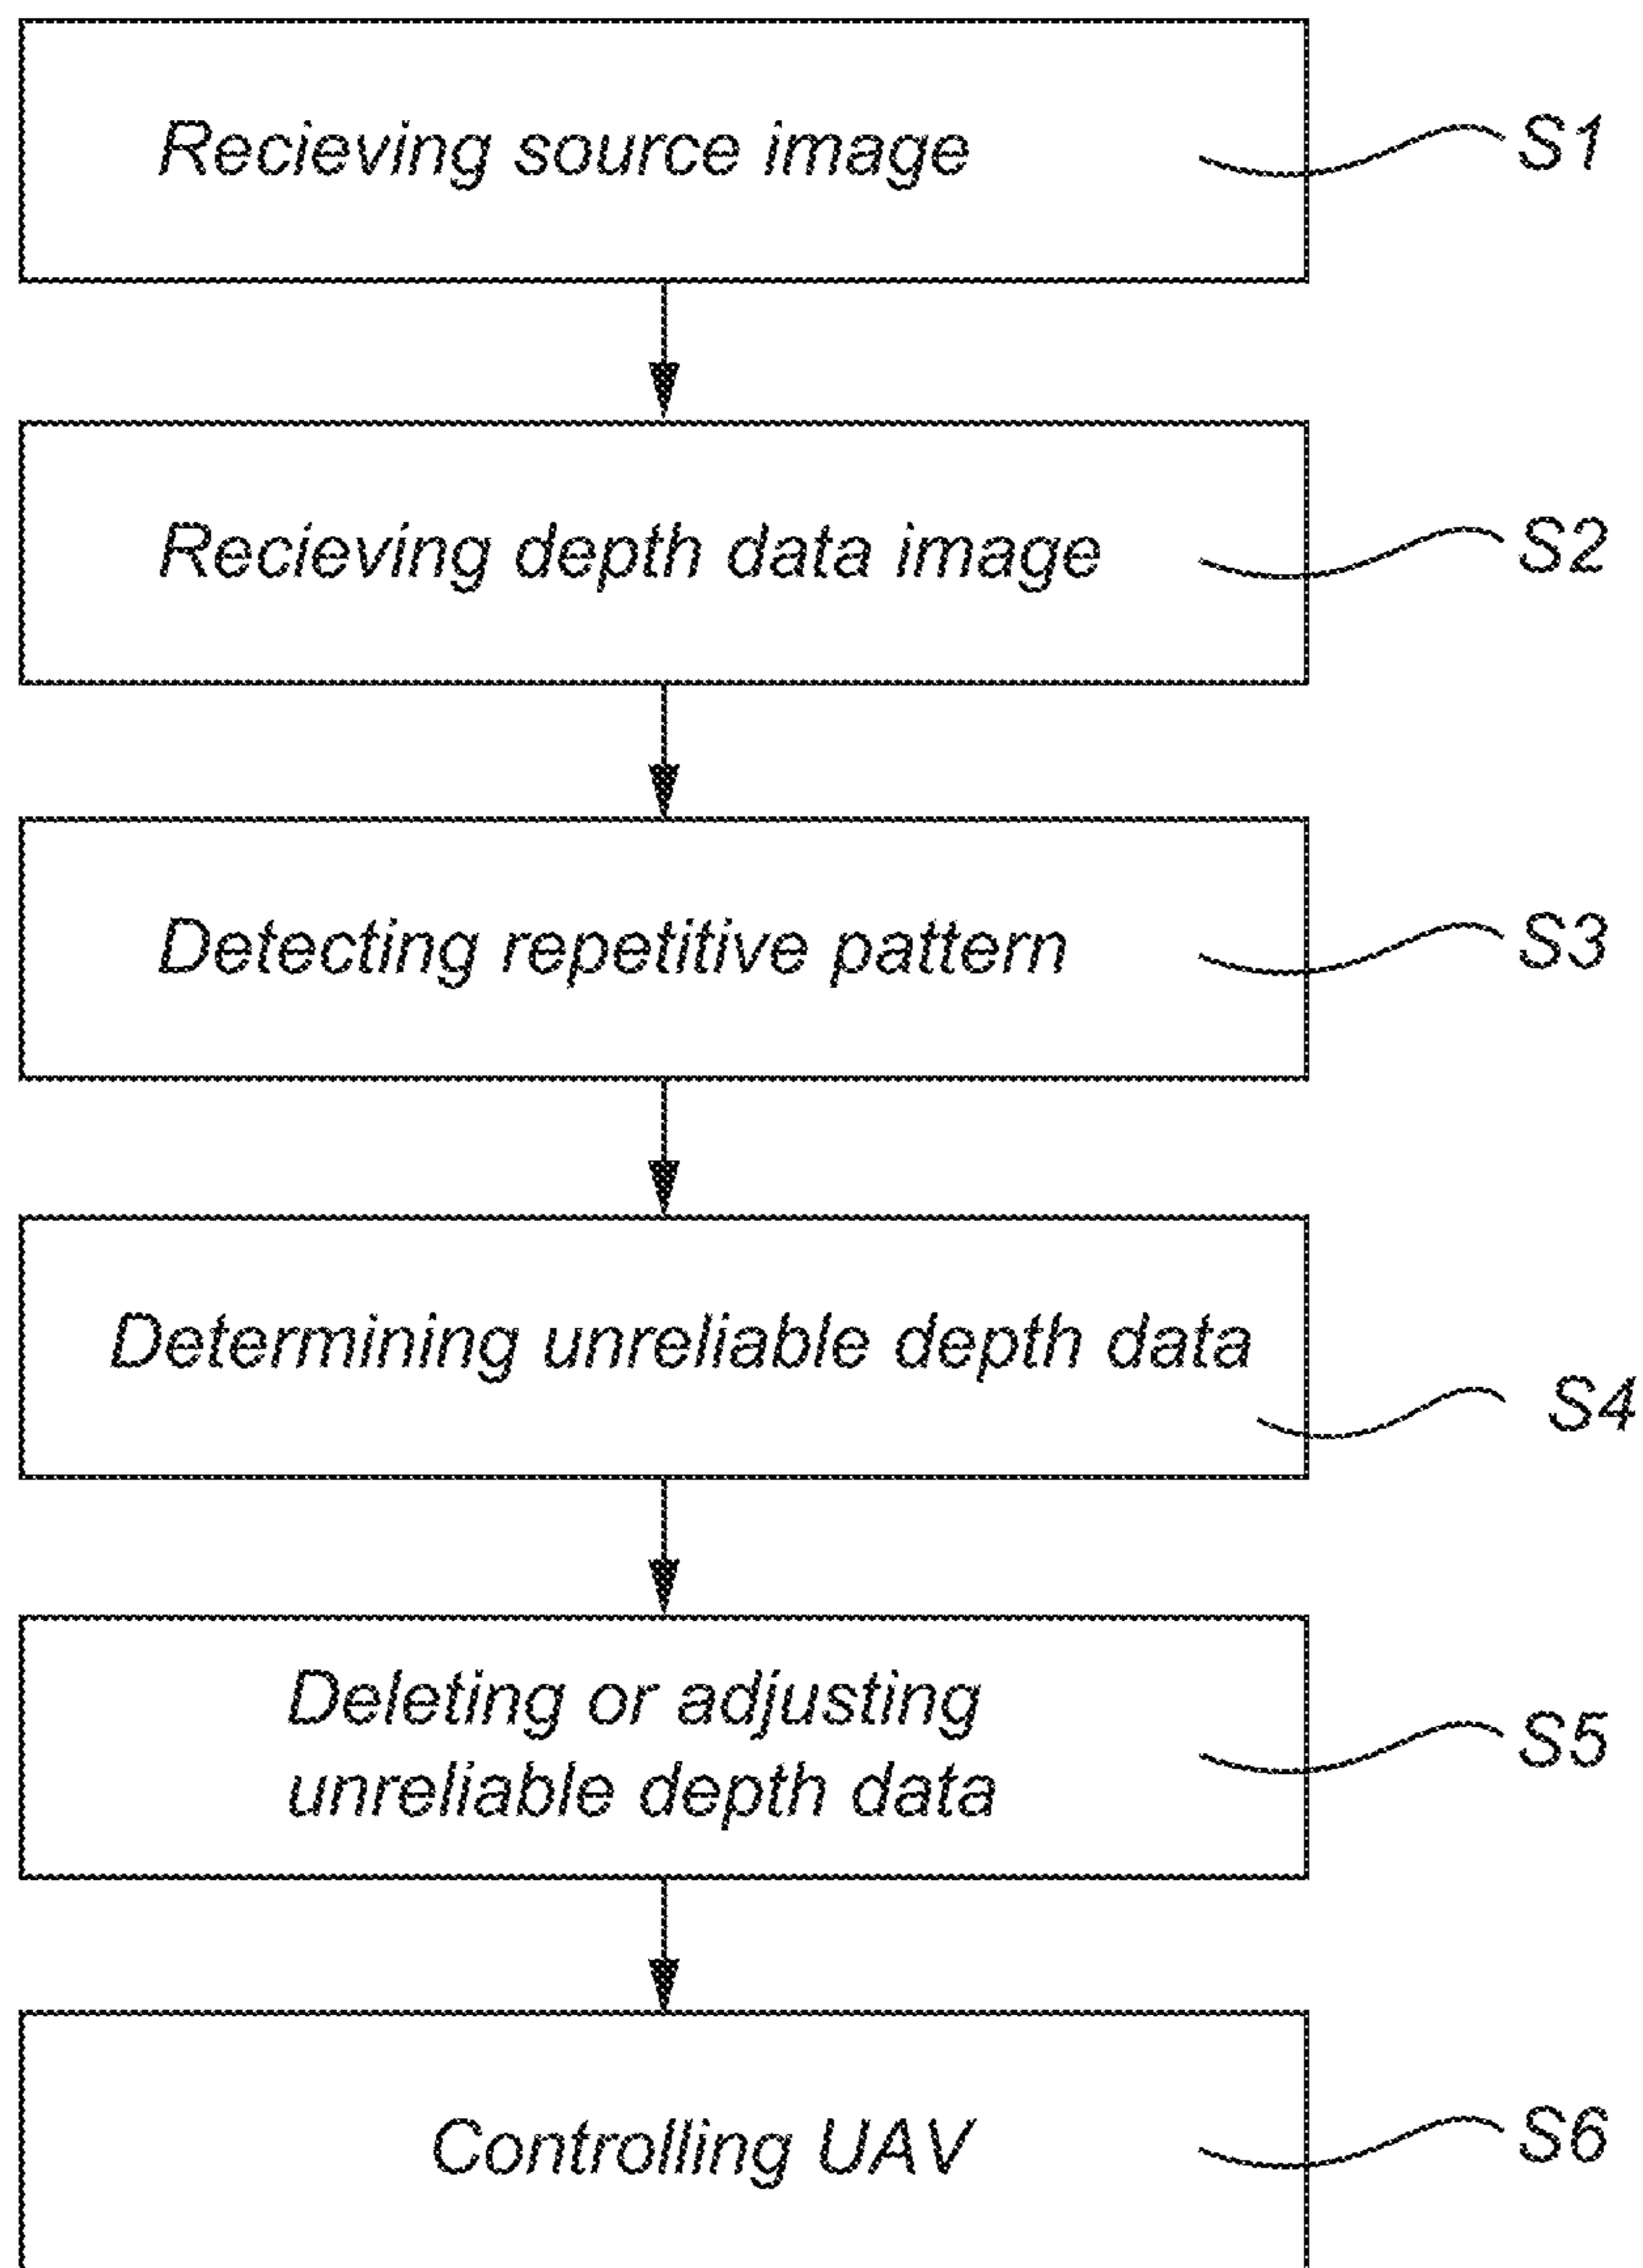 Recieving source image
S1
Recieving depth data image
S2
Detecting repetitive pattern
S3
Determining unreliable depth data
S4
Deleting or adjusting
unreliable depth data
S5
Controlling UAV
S6